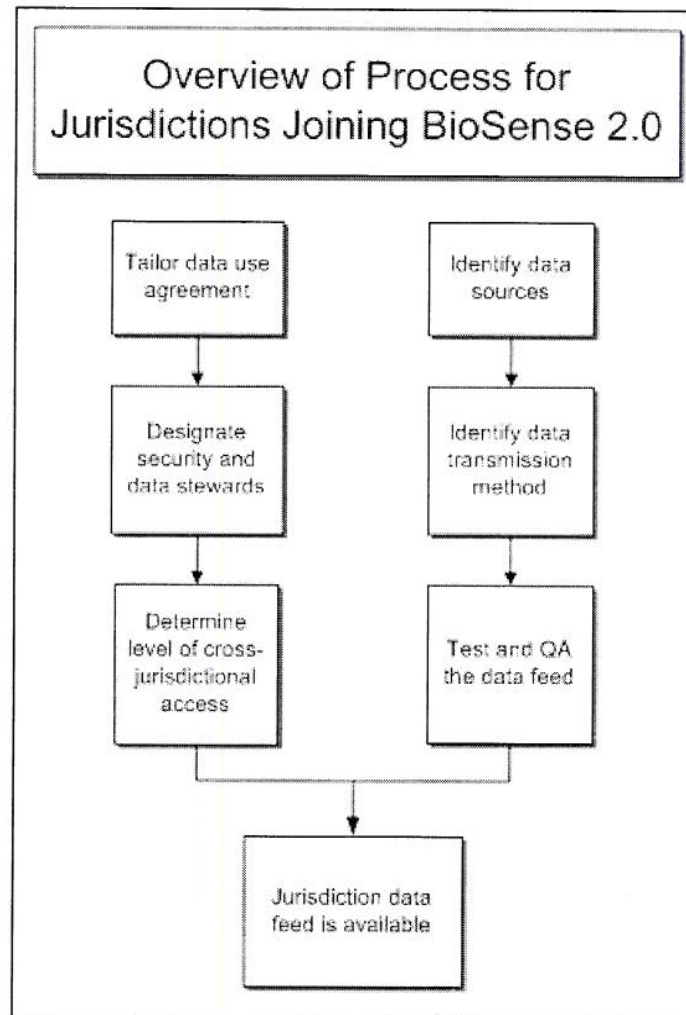 Overview of Process for
Jurisdictions Joining BioSense 2.0
Tailor data use
agreement
Identify data
sources
Designate
security and
data stewards
Identify data
transmission
method
Determine
level of cross-
jurisdictional
access
Test and QA
the data feed
Jurisdiction data
feed is available